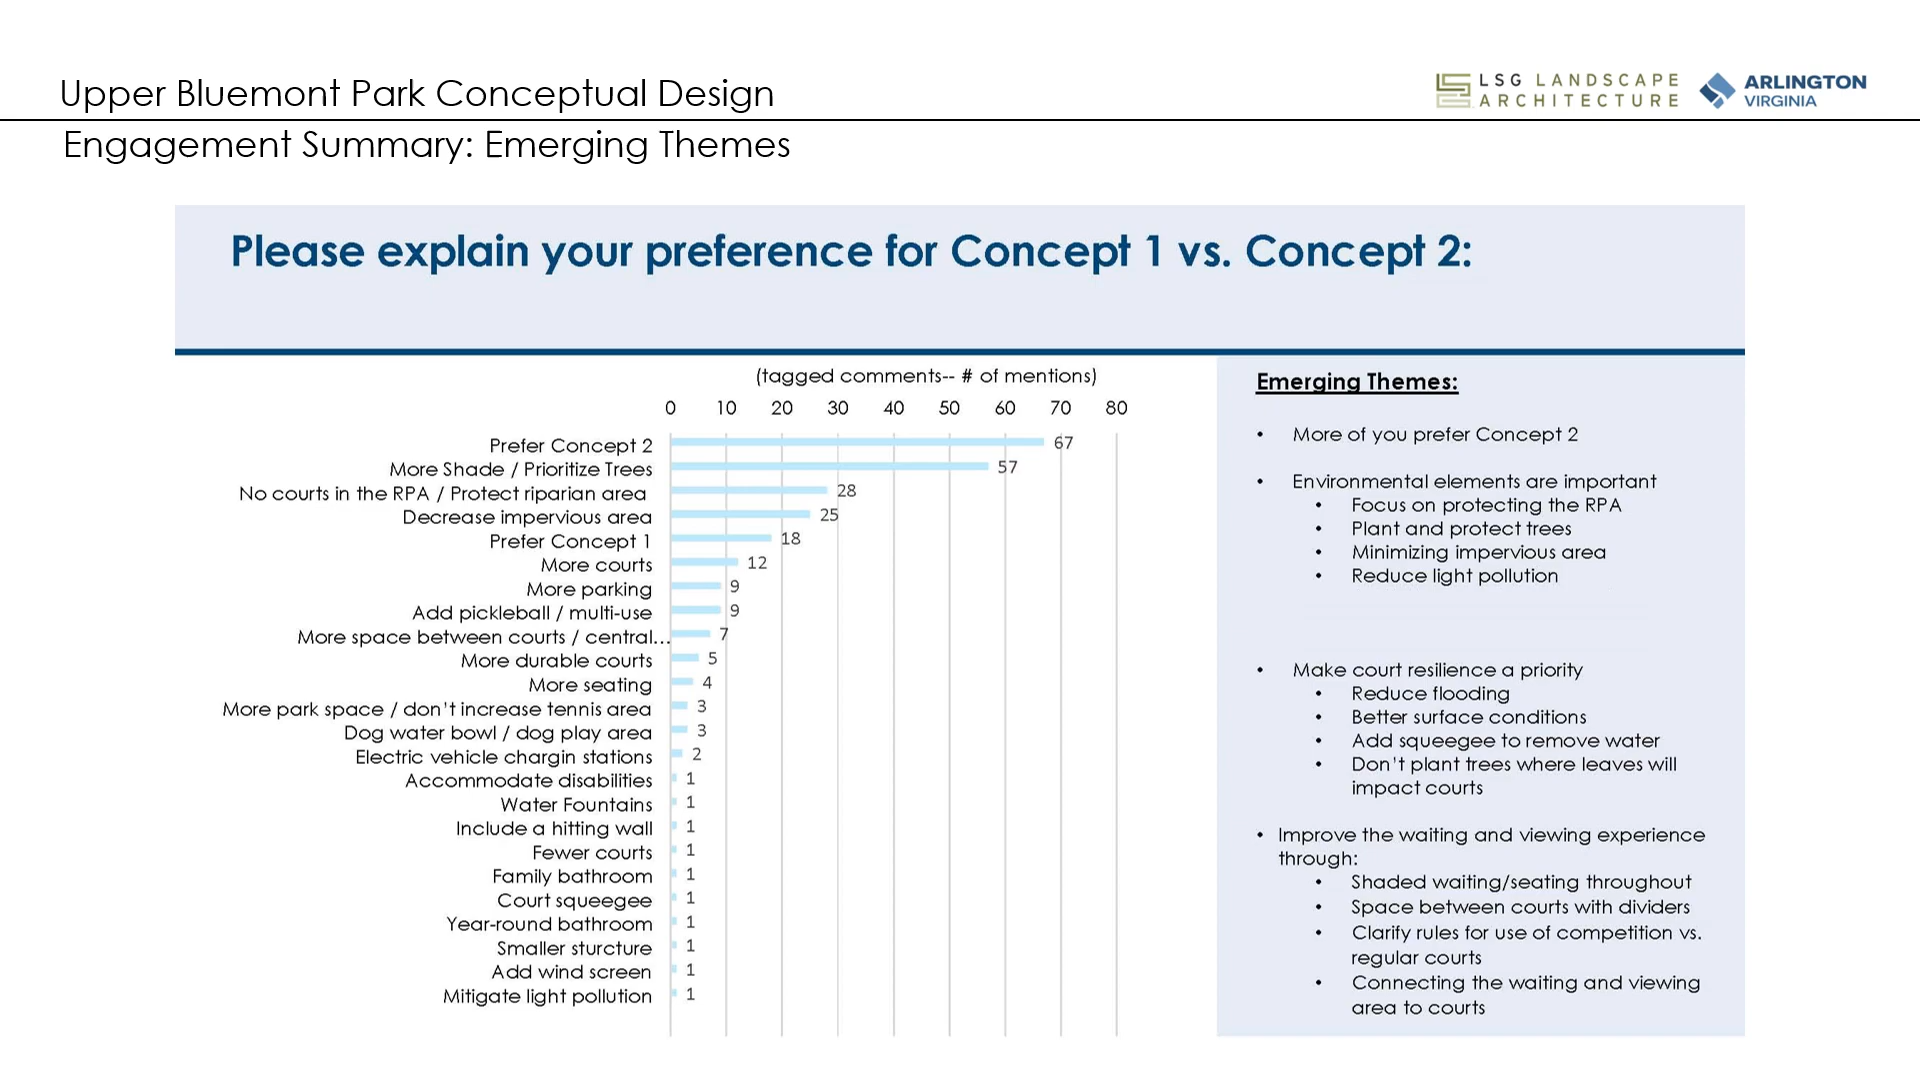 Upper Bluemont Park Conceptual Design
LSG LANDSCAPE
ARCHITECTURE
ARLINGTON
VIRGINIA
Engagement Summary: Emerging Themes
Please explain your preference for Concept 1 vs. Concept 2:
(tagged comments-- # of mentions)
0 10 20 30 40 50 60 70 80
Prefer Concept 2 67
More Shade / Prioritize Trees 57
No courts in the RPA / Protect riparian area 28
Decrease impervious area 25
Prefer Concept 1 18
More courts 12
More parking 9
Add pickleball / multi-use 9
More space between courts / central… 7
More durable courts 5
More seating 4
More park space / don't increase tennis area 3
Dog water bowl / dog play area 3
Electric vehicle chargin stations 2
Accommodate disabilities 1
Water Fountains 1
Include a hitting wall 1
Fewer courts 1
Family bathroom 1
Court squeegee 1
Year-round bathroom 1
Smaller sturcture 1
Add wind screen 1
Mitigate light pollution 1
Emerging Themes:
• More of you prefer Concept 2
• Environmental elements are important
• Focus on protecting the RPA
• Plant and protect trees
• Minimizing impervious area
• Reduce light pollution
• Make court resilience a priority
• Reduce flooding
• Better surface conditions
• Add squeegee to remove water
• Don't plant trees where leaves will
impact courts
• Improve the waiting and viewing experience
through:
• Shaded waiting/seating throughout
• Space between courts with dividers
• Clarify rules for use of competition vs.
regular courts
• Connecting the waiting and viewing
area to courts